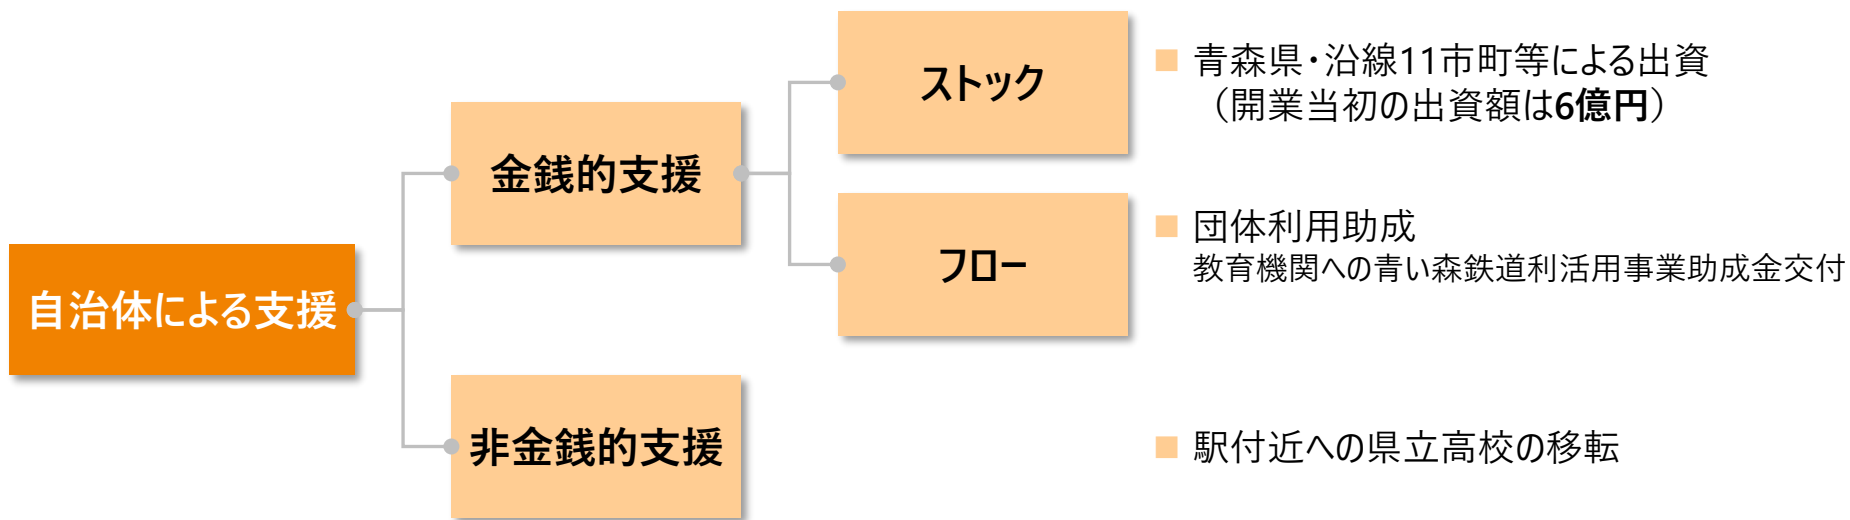 自治体による支援
金銭的支援
ストック
青森県・沿線11市町等による出資
（開業当初の出資額は6億円）
フロー
団体利用助成
教育機関への青い森鉄道利活用事業助成金交付
非金銭的支援
駅付近への県立高校の移転